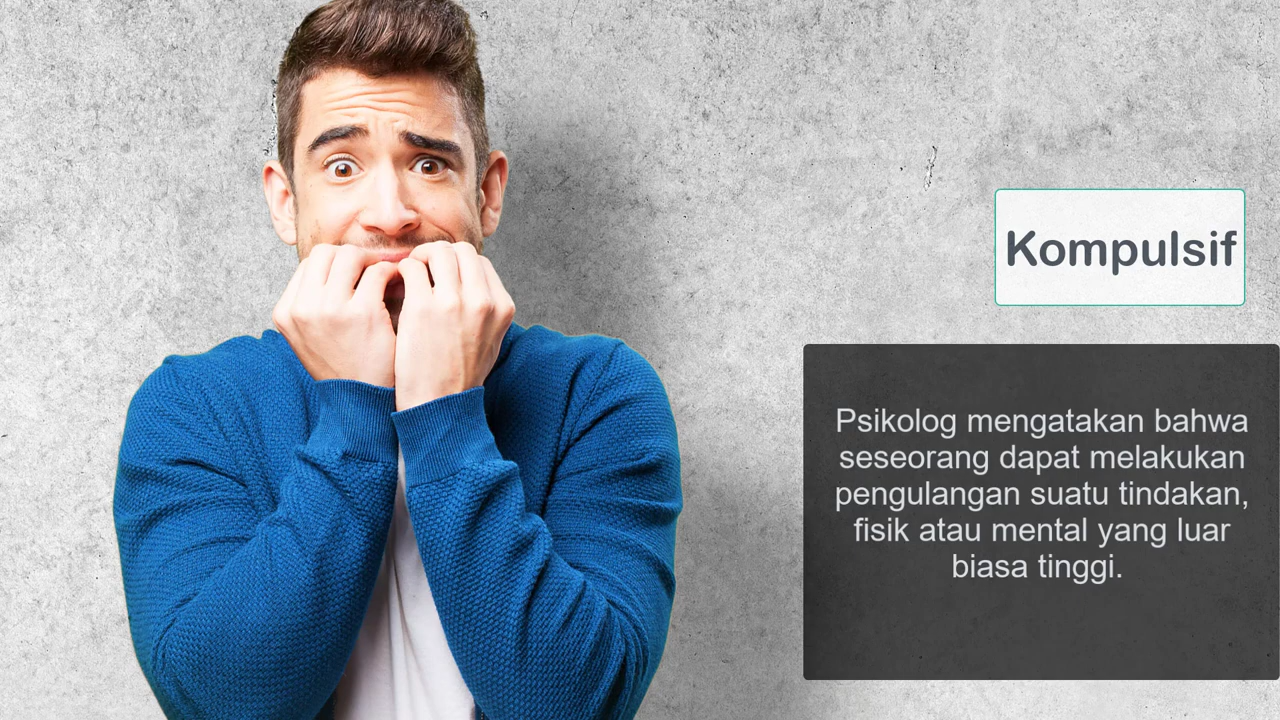 Kompulsif
Psikolog mengatakan bahwa
seseorang dapat melakukan
pengulangan suatu tindakan,
fisik atau mental yang luar
biasa tinggi.